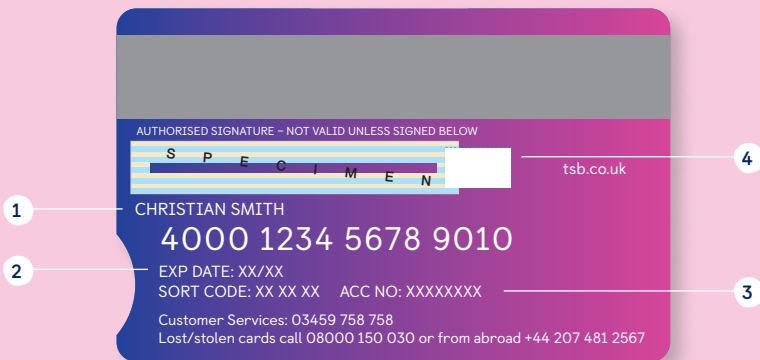 AUTHORISED SIGNATURE – NOT VALID UNLESS SIGNED BELOW
SPECIMEN
4
tsb.co.uk
1
CHRISTIAN SMITH
4000 1234 5678 9010
2
EXP DATE: XX/XX
SORT CODE: XX XX XX ACC NO: XXXXXXXX
3
Customer Services: 03459 758 758
Lost/stolen cards call 08000 150 030 or from abroad +44 207 481 2567